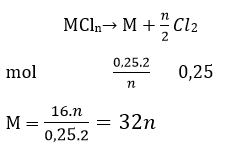 MClₙ→ M + n/2 Cl₂
mol 0,25.2/n 0,25
M = 16.n/0,25.2 = 32n